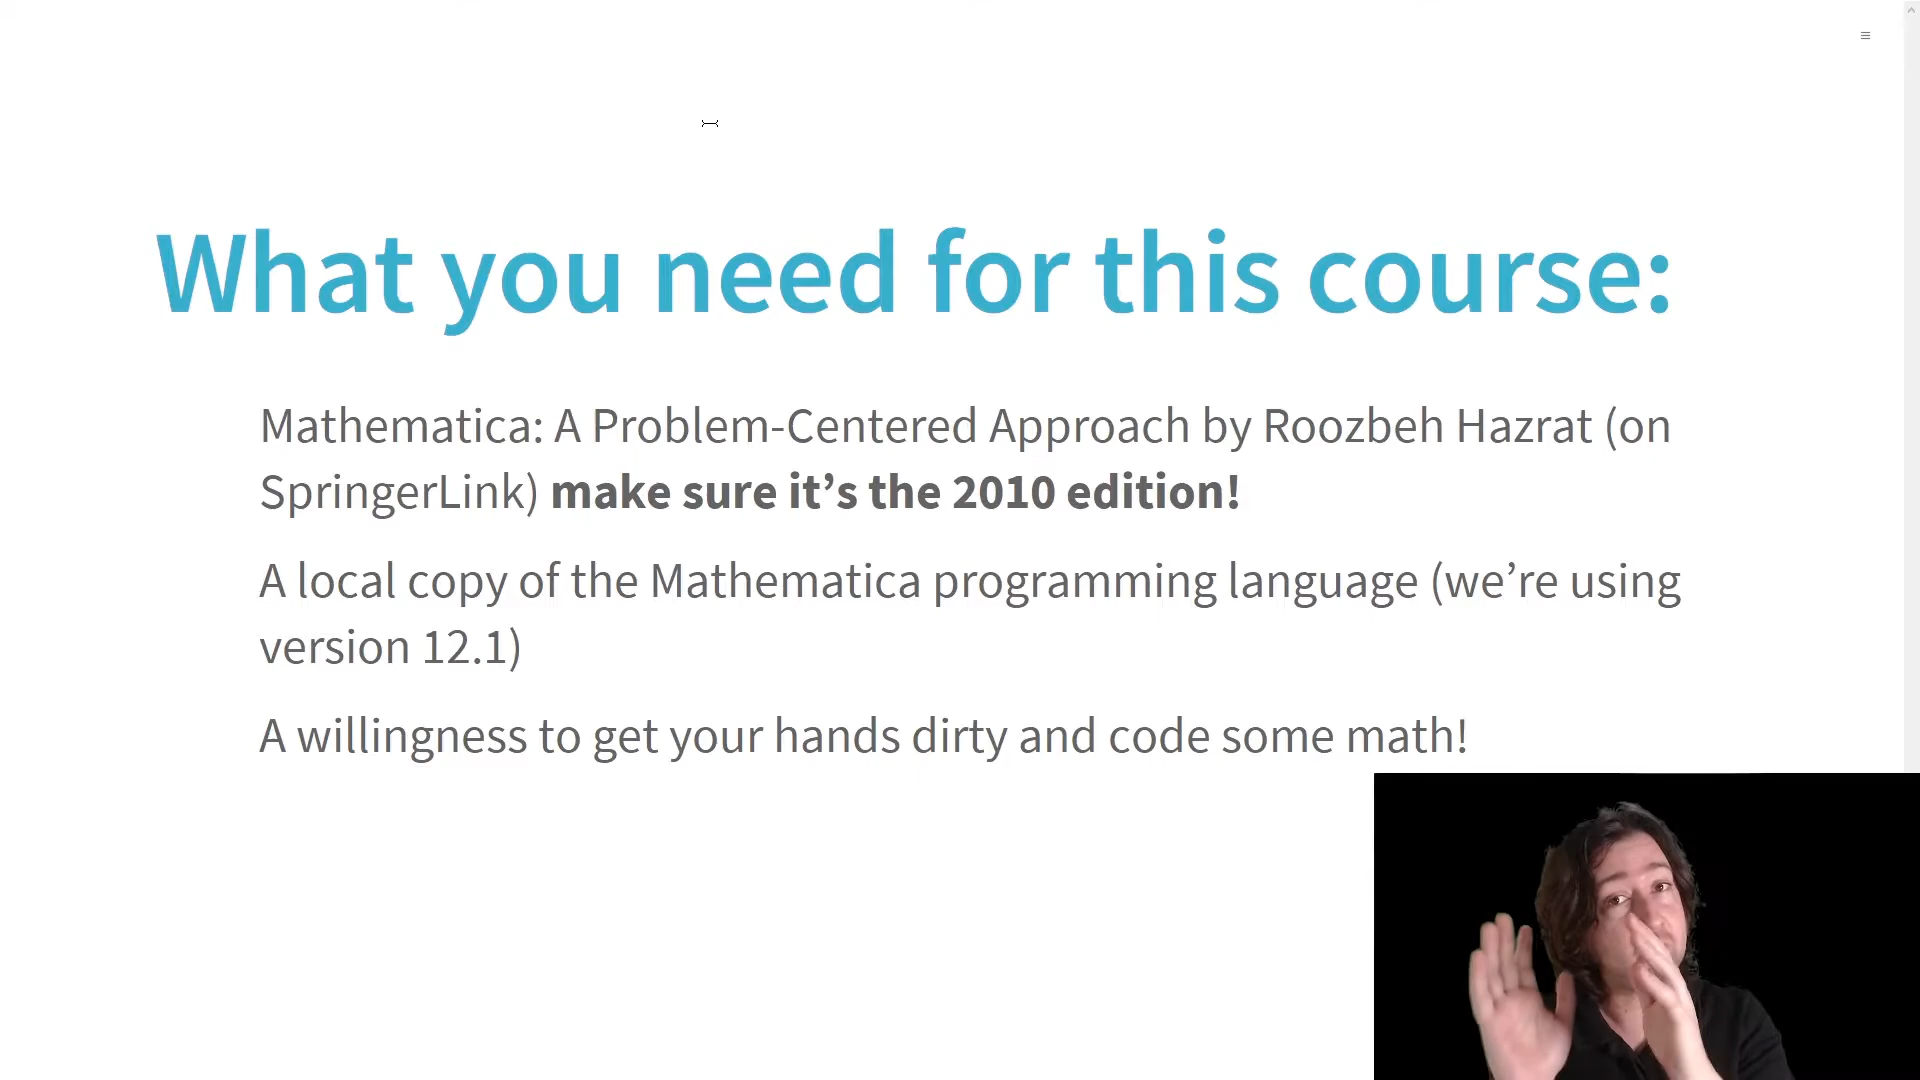 What you need for this course:
Mathematica: A Problem-Centered Approach by Roozbeh Hazrat (on
SpringerLink) make sure it’s the 2010 edition!
A local copy of the Mathematica programming language (we’re using
version 12.1)
A willingness to get your hands dirty and code some math!